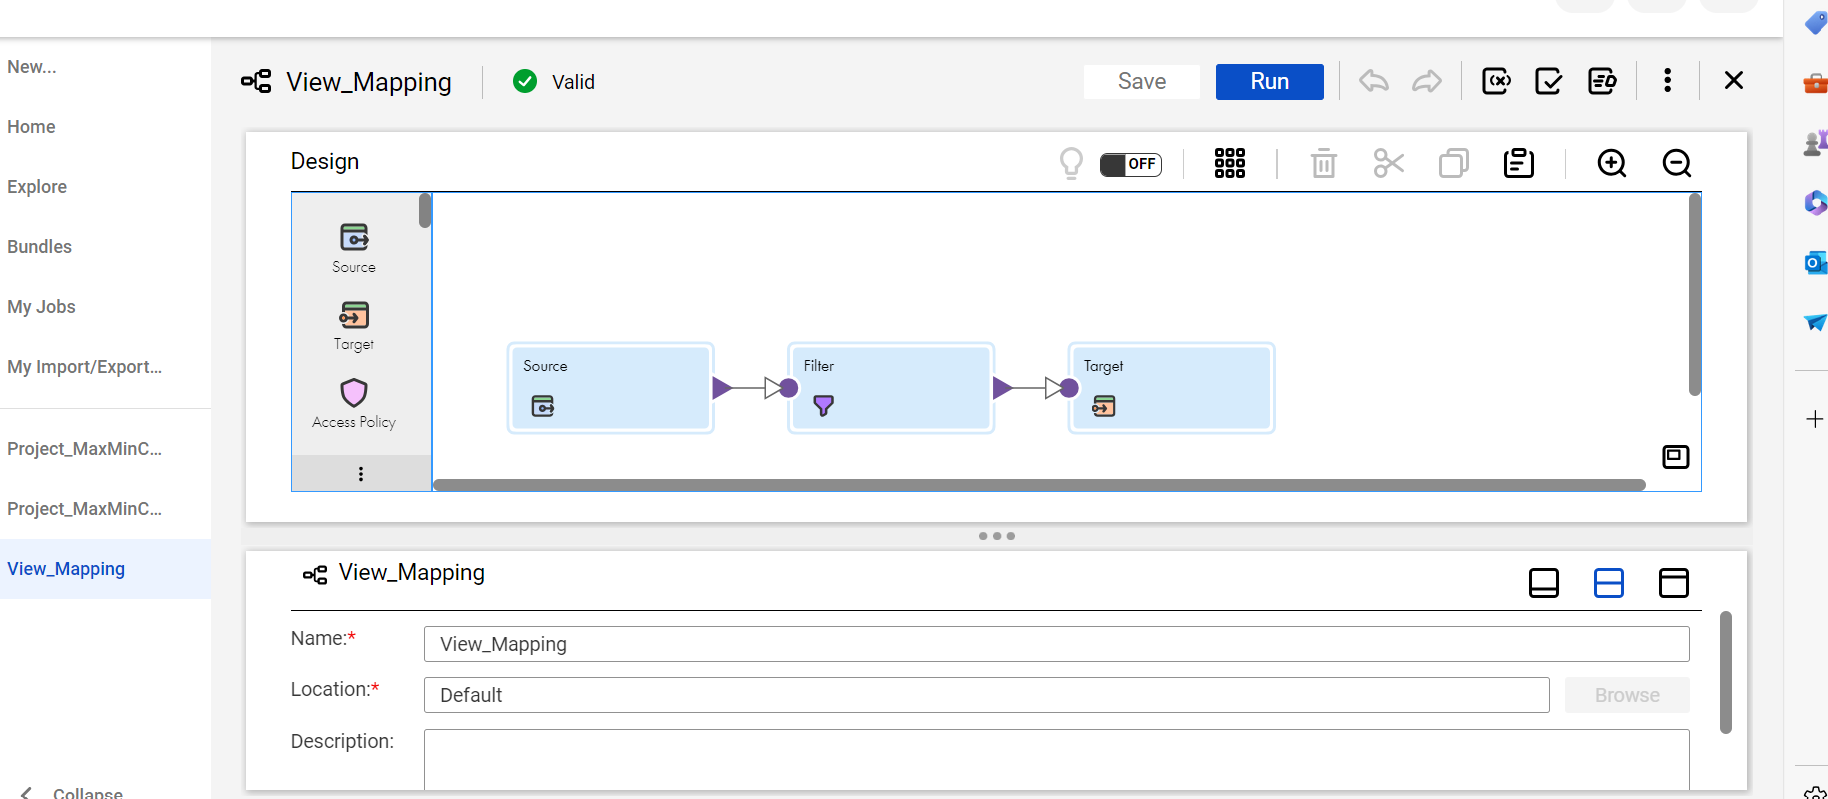 New...
Home
Explore
Bundles
My Jobs
My Import/Export...
Project_MaxMinC...
Project_MaxMinC...
View_Mapping
Collapse
View_Mapping
Valid
Save
Run
Design
OFF
Source
Target
Access Policy
Source
Filter
Target
View_Mapping
Name:*
View_Mapping
Location:*
Default
Browse
Description: